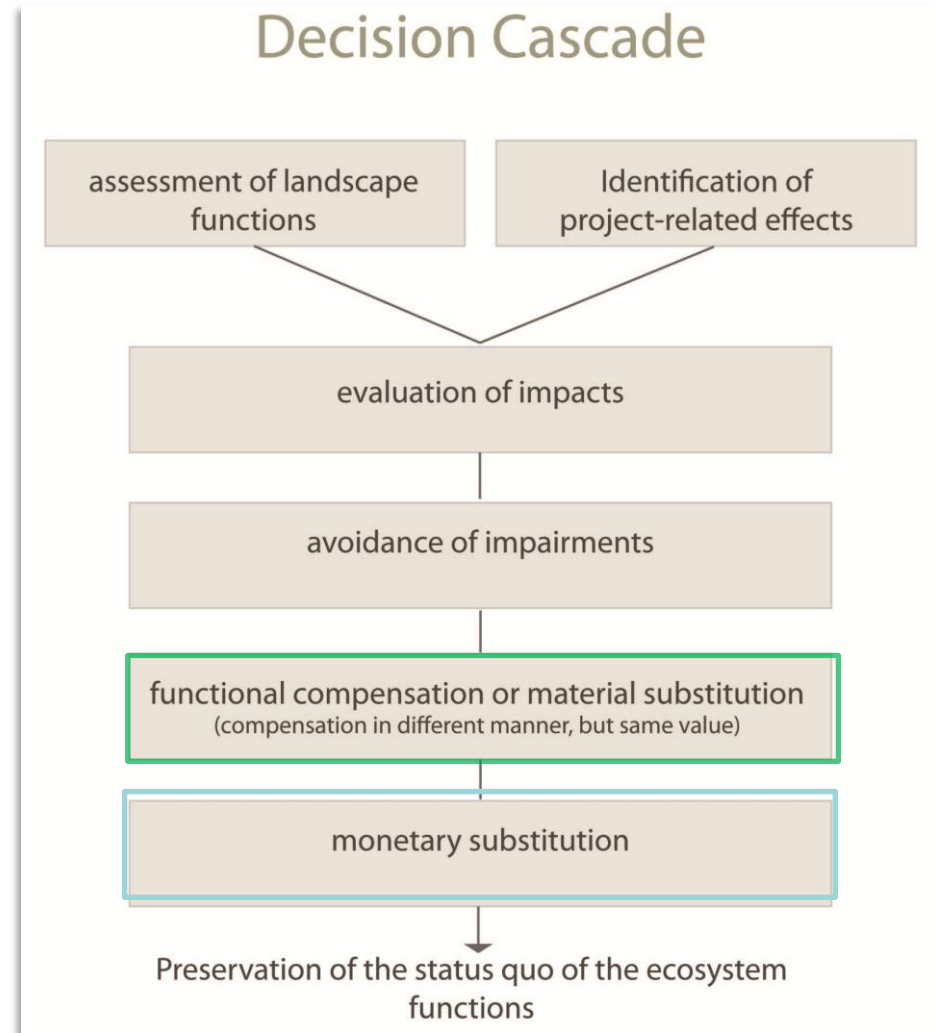 Decision Cascade
assessment of landscape
functions
Identification of
project-related effects
evaluation of impacts
avoidance of impairments
functional compensation or material substitution
(compensation in different manner, but same value)
monetary substitution
Preservation of the status quo of the ecosystem
functions